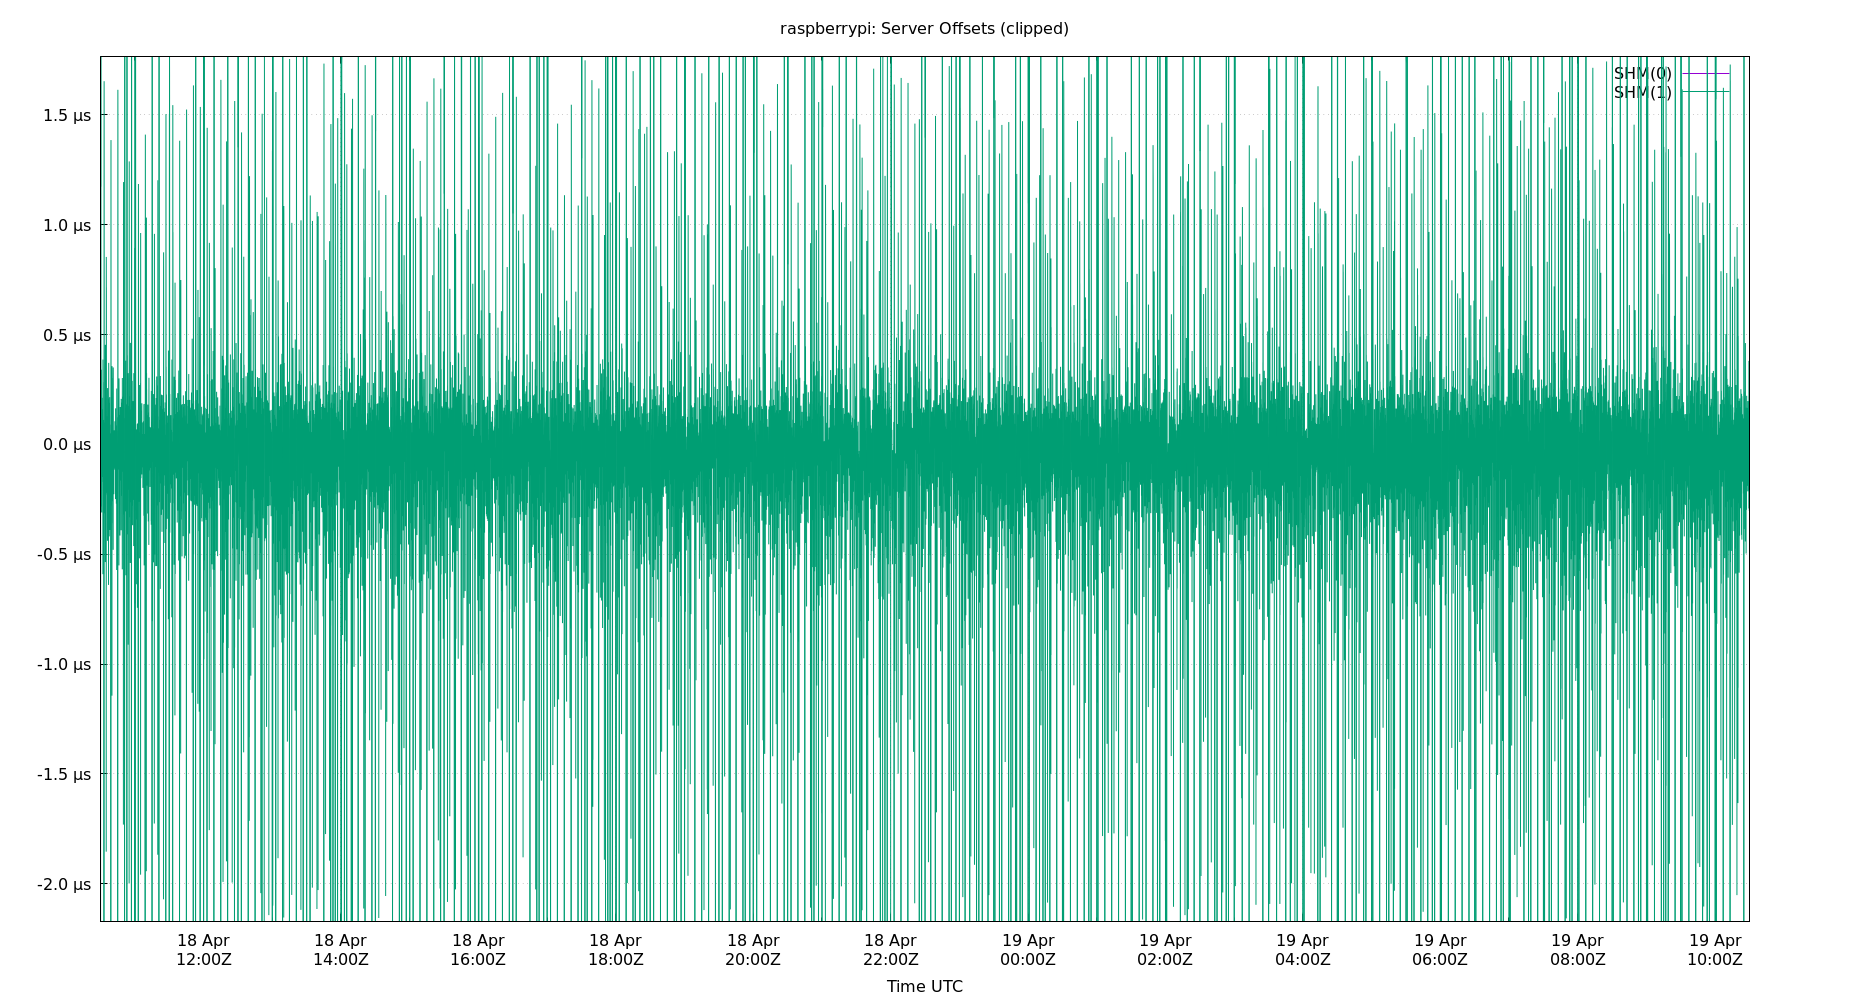 raspberrypi: Server Offsets (clipped)
SHM(0)
SHM(1)
1.5 µs
1.0 µs
0.5 µs
0.0 µs
-0.5 µs
-1.0 µs
-1.5 µs
-2.0 µs
18 Apr 18 Apr 18 Apr 18 Apr 18 Apr 18 Apr 19 Apr 19 Apr 19 Apr 19 Apr 19 Apr 19 Apr
12:00Z 14:00Z 16:00Z 18:00Z 20:00Z 22:00Z 00:00Z 02:00Z 04:00Z 06:00Z 08:00Z 10:00Z
Time UTC